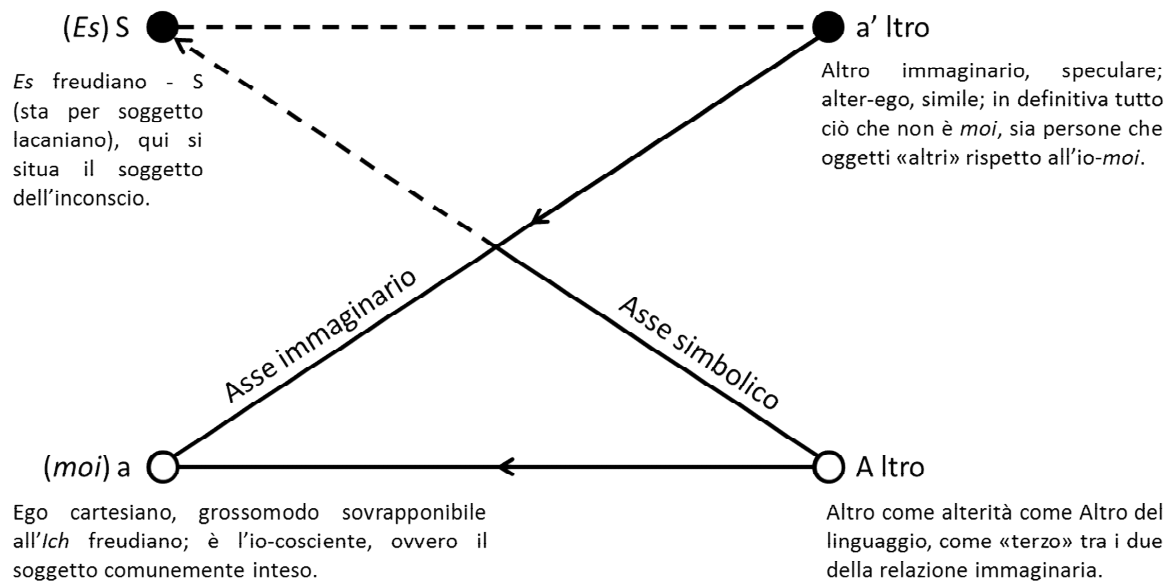 (Es) S
a’ ltro
Es freudiano - S
(sta per soggetto
lacaniano), qui si
situa il soggetto
dell’inconscio.
Altro immaginario, speculare;
alter-ego, simile; in definitiva tutto
ciò che non è moi, sia persone che
oggetti «altri» rispetto all’io-moi.
Asse immaginario
Asse simbolico
(moi) a
A ltro
Ego cartesiano, grossomodo sovrapponibile
all’Ich freudiano; è l’io-cosciente, ovvero il
soggetto comunemente inteso.
Altro come alterità come Altro del
linguaggio, come «terzo» tra i due
della relazione immaginaria.